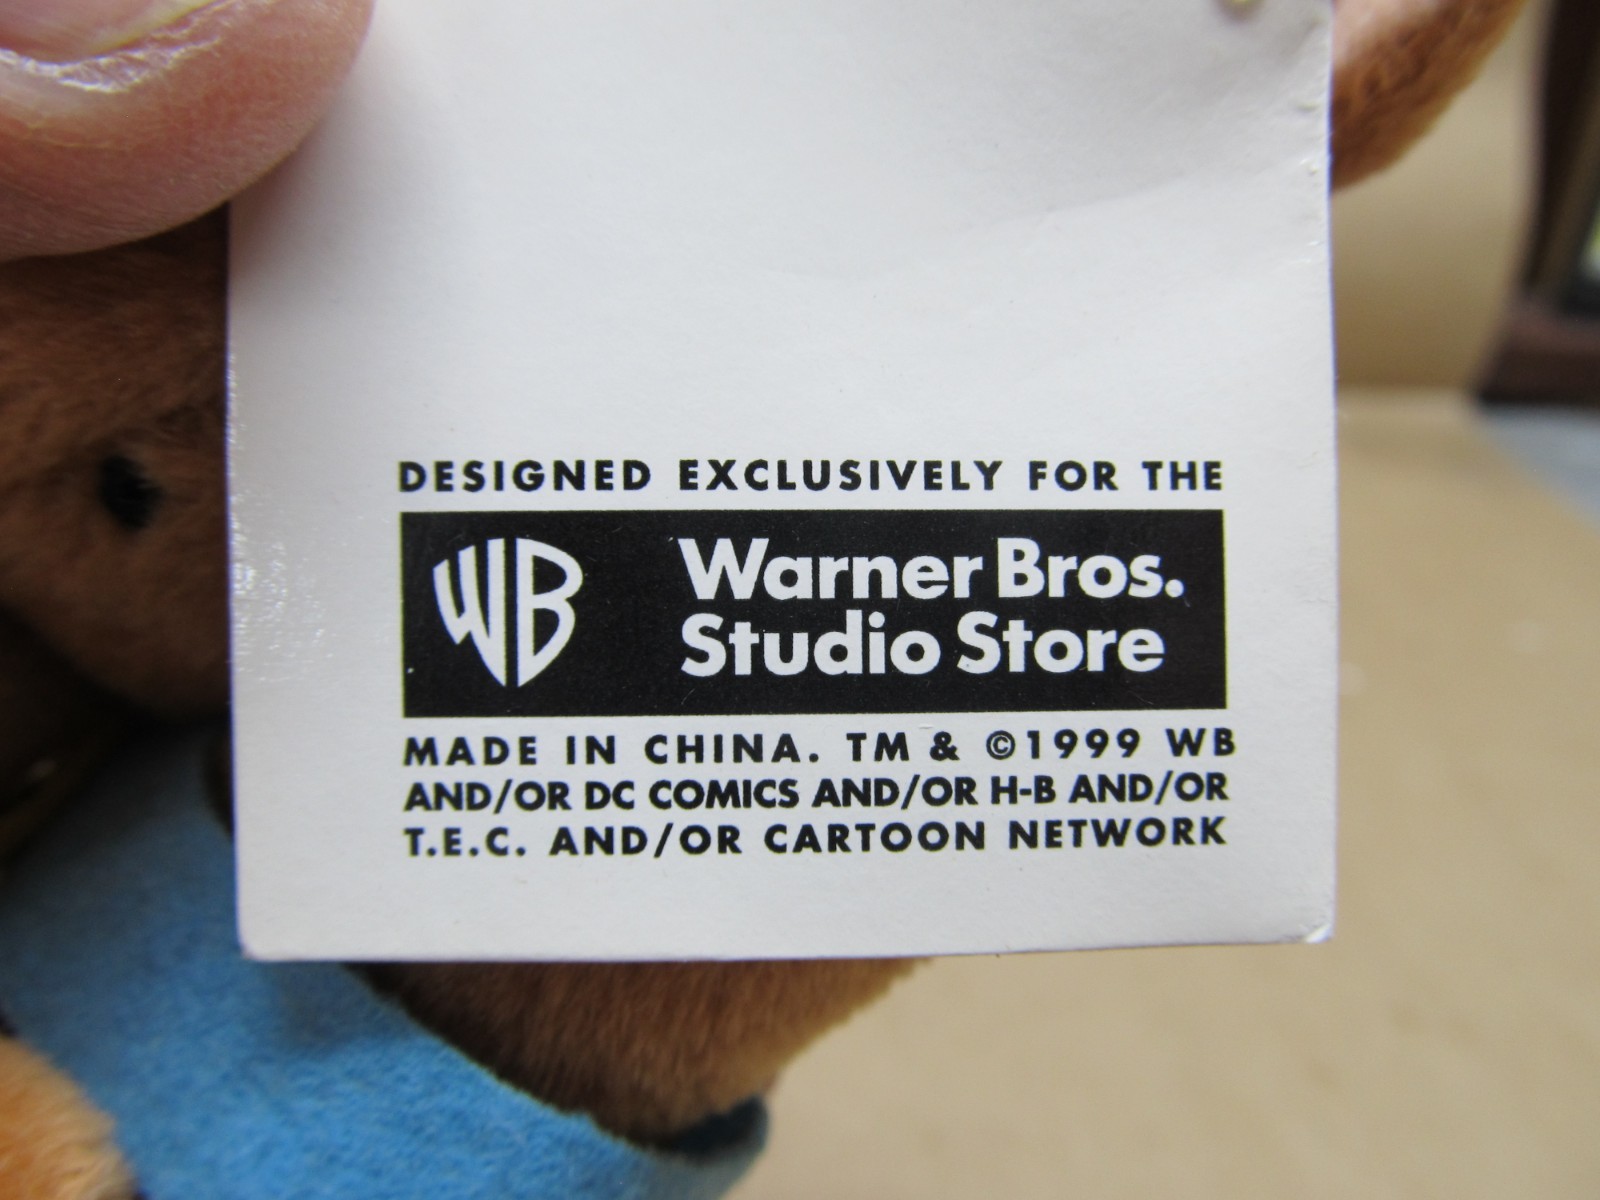 DESIGNED EXCLUSIVELY FOR THE
WB
Warner Bros.
Studio Store
MADE IN CHINA. TM & ©1999 WB
AND/OR DC COMICS AND/OR H-B AND/OR
T.E.C. AND/OR CARTOON NETWORK